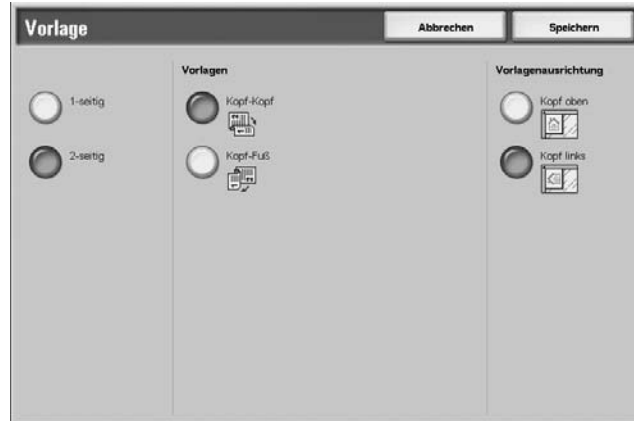 Vorlage
Abbrechen
Speichern
1-seitig
2-seitig
Vorlagen
Kopf-Kopf
Kopf-Fuß
Vorlagenausrichtung
Kopf oben
Kopf links